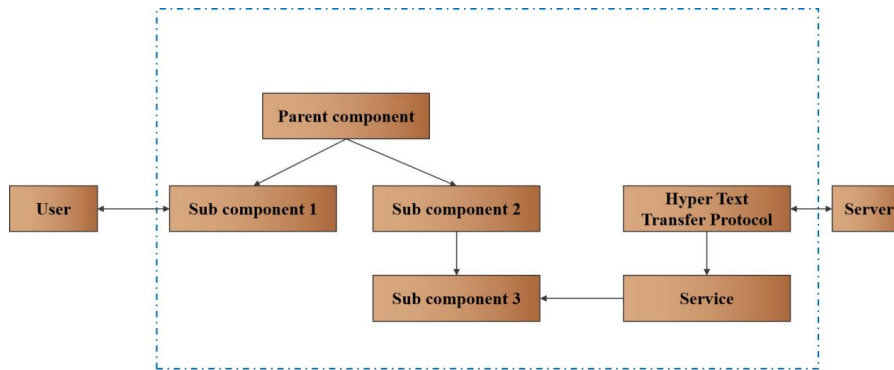 Parent component
User
Sub component 1
Sub component 2
Hyper Text
Transfer Protocol
Server
Sub component 3
Service